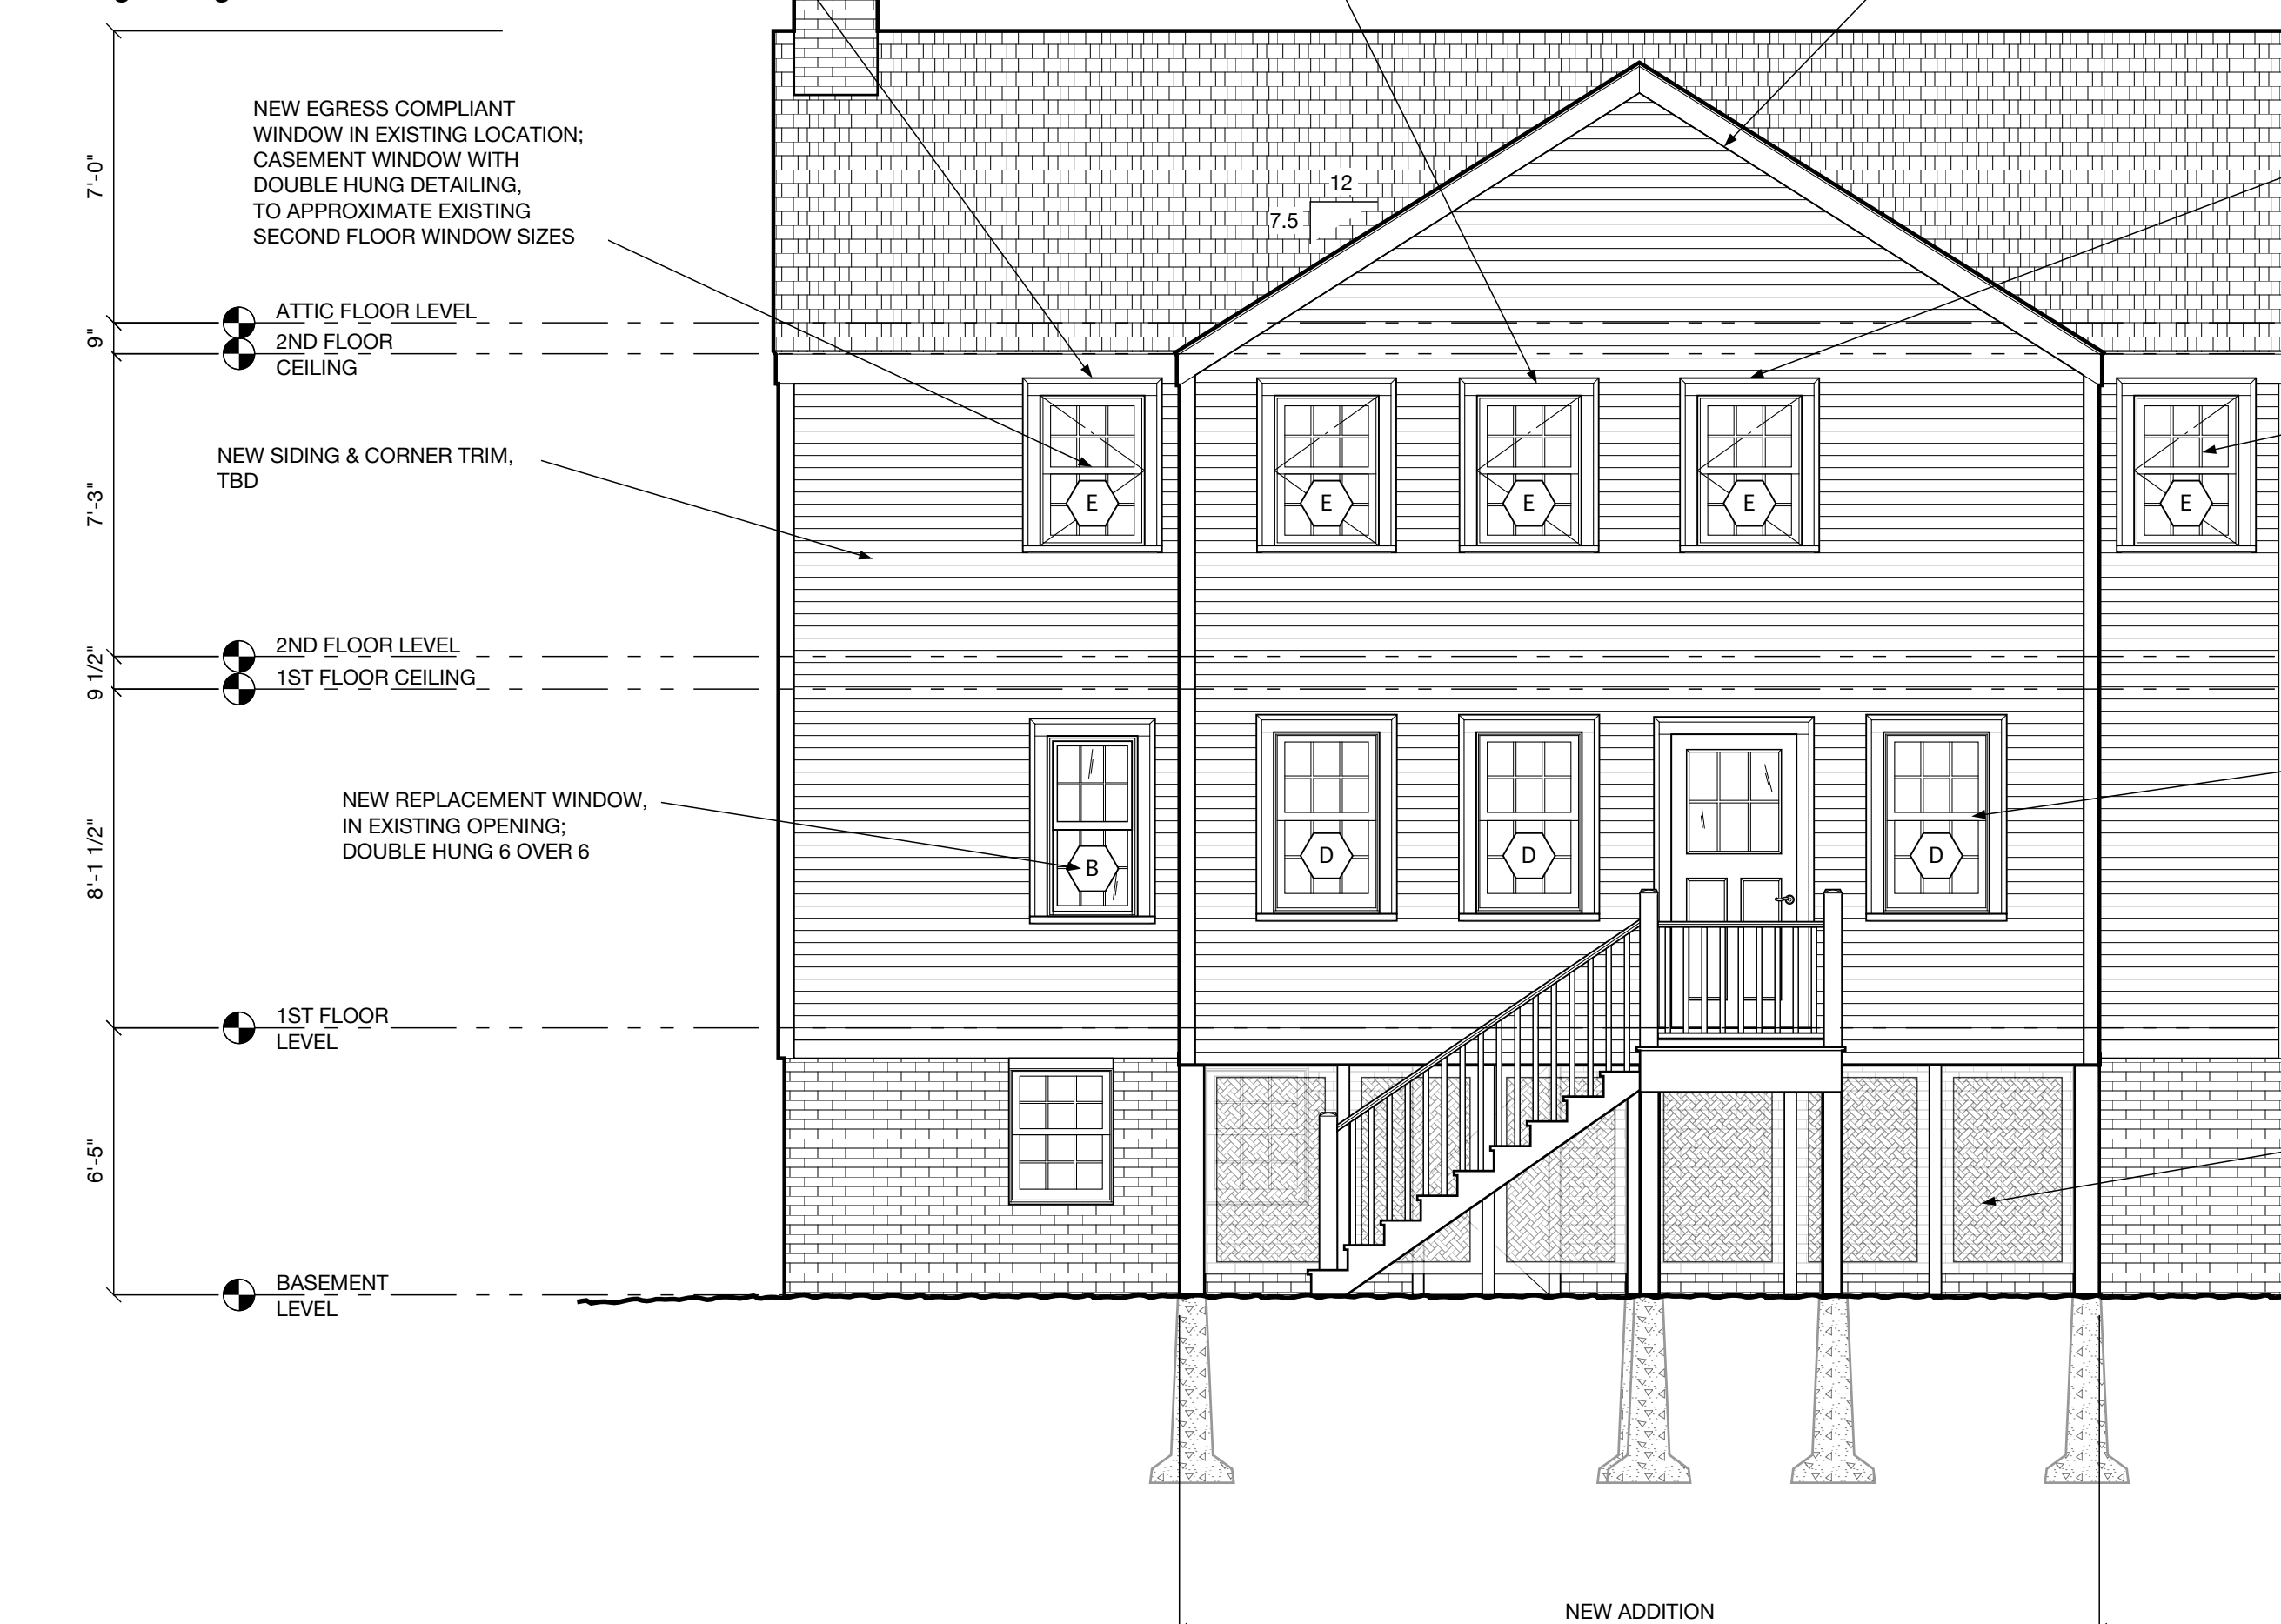 7'-0"
NEW EGRESS COMPLIANT
WINDOW IN EXISTING LOCATION;
CASEMENT WINDOW WITH
DOUBLE HUNG DETAILING,
TO APPROXIMATE EXISTING
SECOND FLOOR WINDOW SIZES
12
7.5
ATTIC FLOOR LEVEL
9"
2ND FLOOR
CEILING
NEW SIDING & CORNER TRIM,
TBD
7'-3"
E
E
E
E
E
2ND FLOOR LEVEL
9 1/2"
1ST FLOOR CEILING
NEW REPLACEMENT WINDOW,
IN EXISTING OPENING;
DOUBLE HUNG 6 OVER 6
8'-1 1/2"
B
D
D
D
1ST FLOOR
LEVEL
6'-5"
BASEMENT
LEVEL
NEW ADDITION